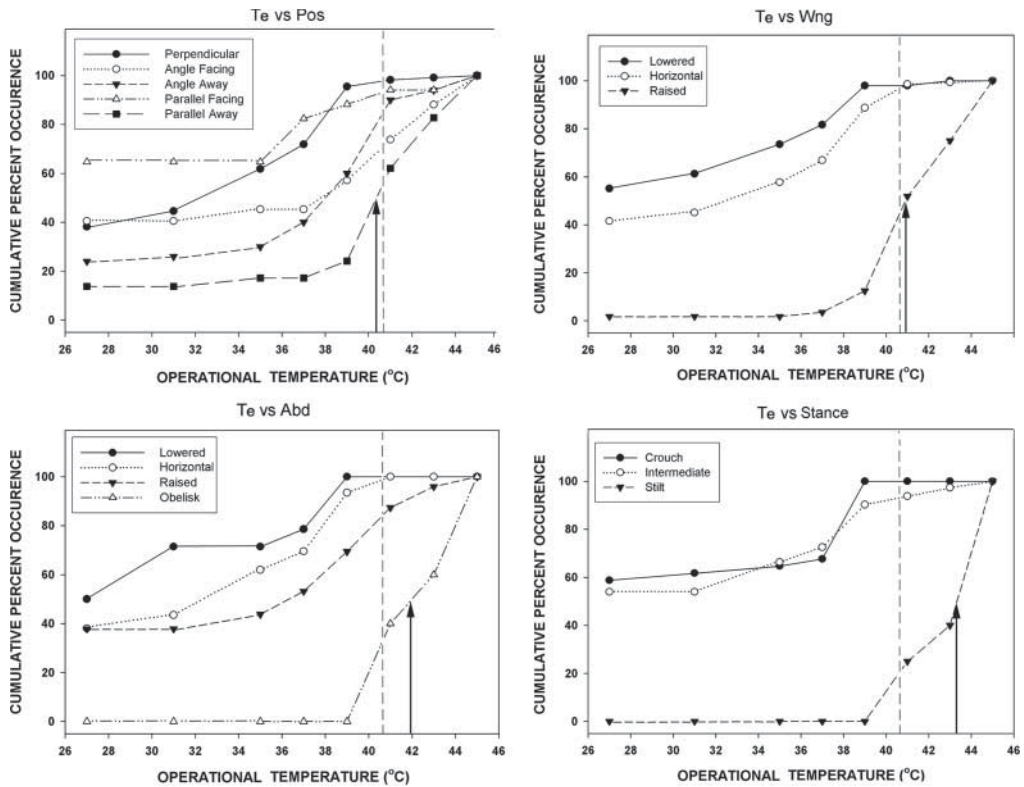 Te vs Pos
Perpendicular
Angle Facing
Angle Away
Parallel Facing
Parallel Away
CUMULATIVE PERCENT OCCURENCE
100
80
60
40
20
0
26 28 30 32 34 36 38 40 42 44 46
OPERATIONAL TEMPERATURE (°C)
Te vs Wng
Lowered
Horizontal
Raised
CUMULATIVE PERCENT OCCURENCE
100
80
60
40
20
0
26 28 30 32 34 36 38 40 42 44
OPERATIONAL TEMPERATURE (°C)
Te vs Abd
Lowered
Horizontal
Raised
Obelisk
CUMULATIVE PERCENT OCCURENCE
100
80
60
40
20
0
26 28 30 32 34 36 38 40 42 44 46
OPERATIONAL TEMPERATURE (°C)
Te vs Stance
Crouch
Intermediate
Stilt
CUMULATIVE PERCENT OCCURENCE
100
80
60
40
20
0
26 28 30 32 34 36 38 40 42 44 46
OPERATIONAL TEMPERATURE (°C)